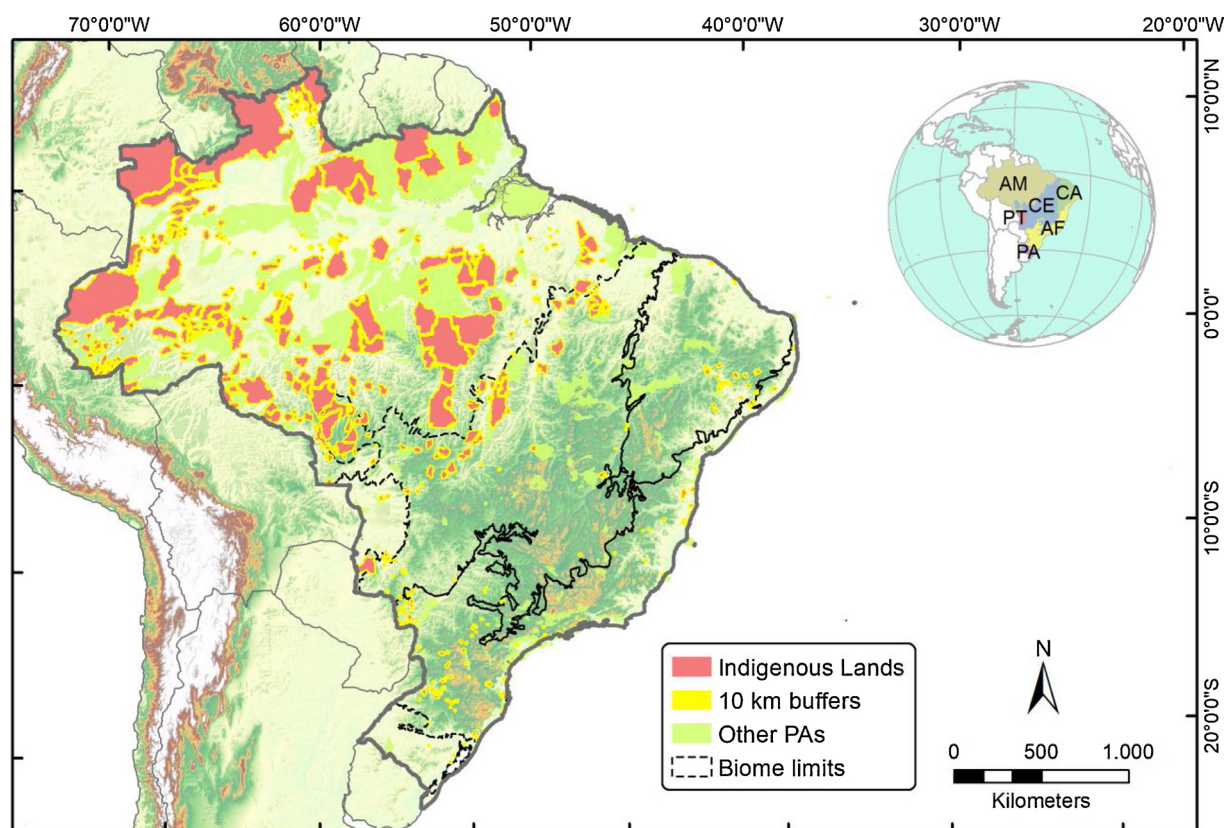 70°0'0"W 60°0'0"W 50°0'0"W 40°0'0"W 30°0'0"W 20°0'0"W
10°0'0"N
0°0'0"
10°0'0"S
20°0'0"S
AM
CA
CE
PT
AF
PA
Indigenous Lands
10 km buffers
Other PAs
Biome limits
N
0 500 1.000
Kilometers